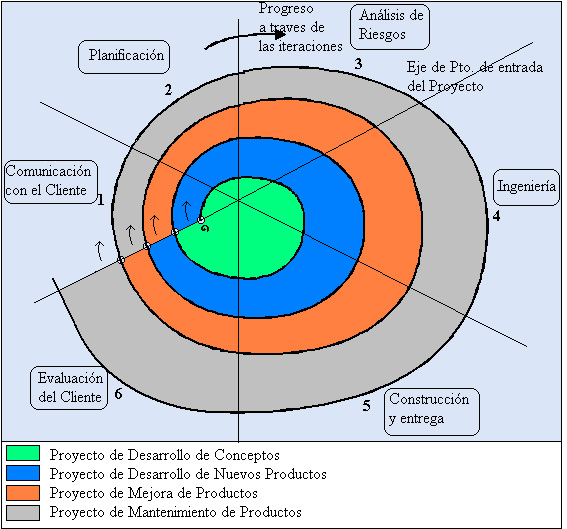 Progreso
a traves de
las iteraciones
Análisis de
Riesgos
3
Planificación
2
Eje de Pto. de entrada
del Proyecto
Comunicación
con el Cliente
1
Ingeniería
4
Evaluación
del Cliente
6
Construcción
y entrega
5
Proyecto de Desarrollo de Conceptos
Proyecto de Desarrollo de Nuevos Productos
Proyecto de Mejora de Productos
Proyecto de Mantenimiento de Productos